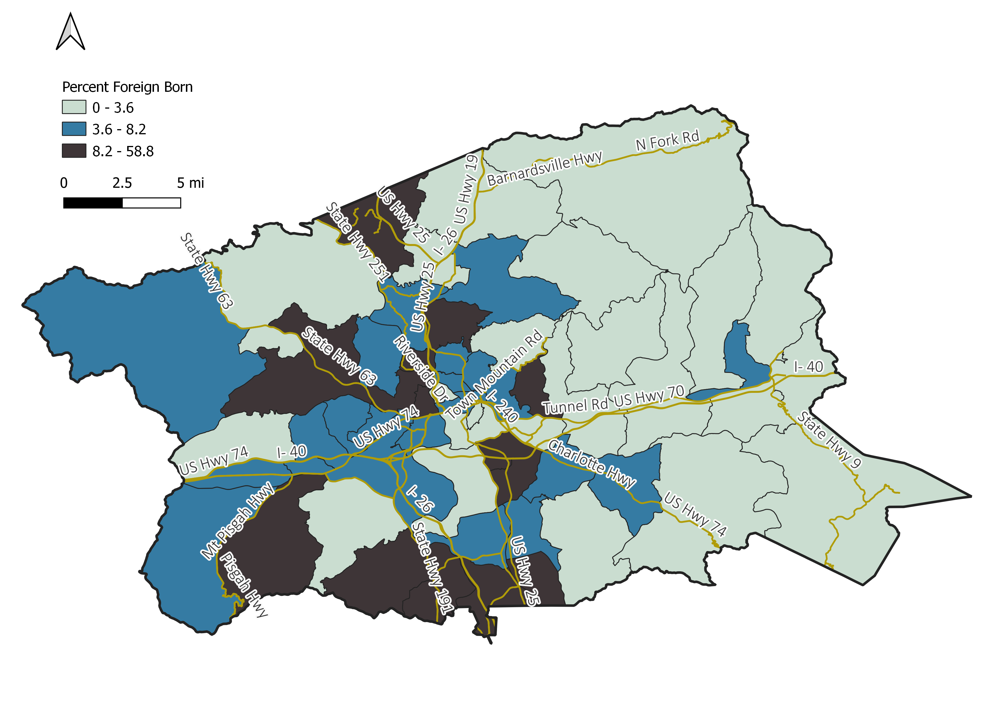 Percent Foreign Born
0 - 3.6
3.6 - 8.2
8.2 - 58.8
0 2.5 5 mi
N Fork Rd
Barnardsville Hwy
US Hwy 19
I- 26
US Hwy 25
State Hwy 251
State Hwy 63
US Hwy 25
State Hwy 63
Riverside Dr
Town Mountain Rd
I- 240
Tunnel Rd
US Hwy 70
I- 40
US Hwy 74
US Hwy 74
I- 40
Charlotte Hwy
State Hwy 9
US Hwy 74
Mt Pisgah Hwy
Pisgah Hwy
I- 26
State Hwy 191
US Hwy 25